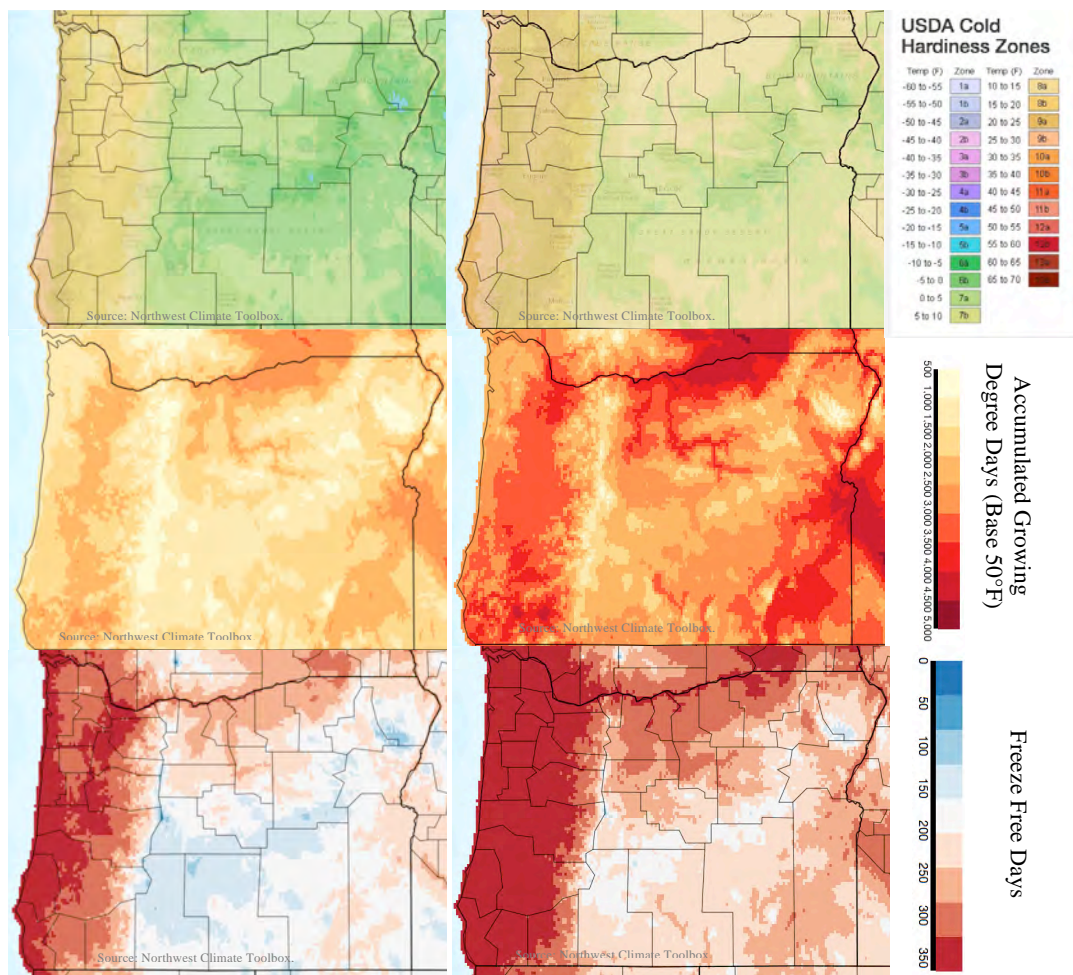 USDA Cold
Hardiness Zones
Temp (F) Zone Temp (F) Zone
-60 to -55 1a 10 to 15 8a
-55 to -50 1b 15 to 20 8b
-50 to -45 2a 20 to 25 9a
-45 to -40 2b 25 to 30 9b
-40 to -35 3a 30 to 35 10a
-35 to -30 3b 35 to 40 10b
-30 to -25 4a 40 to 45 11a
-25 to -20 4b 45 to 50 11b
-20 to -15 5a 50 to 55 12a
-15 to -10 5b 55 to 60 12b
-10 to -5 6a 60 to 65
-5 to 0 6b 65 to 70
0 to 5 7a
5 to 10 7b
Source: Northwest Climate Toolbox.
Source: Northwest Climate Toolbox.
Accumulated Growing
Degree Days (Base 50°F)
500 1,000 1,500 2,000 2,500 3,000 3,500 4,000 4,500 5,000
Source: Northwest Climate Toolbox.
Source: Northwest Climate Toolbox.
Freeze Free Days
0 50 100 150 200 250 300 350
Source: Northwest Climate Toolbox.
Source: Northwest Climate Toolbox.